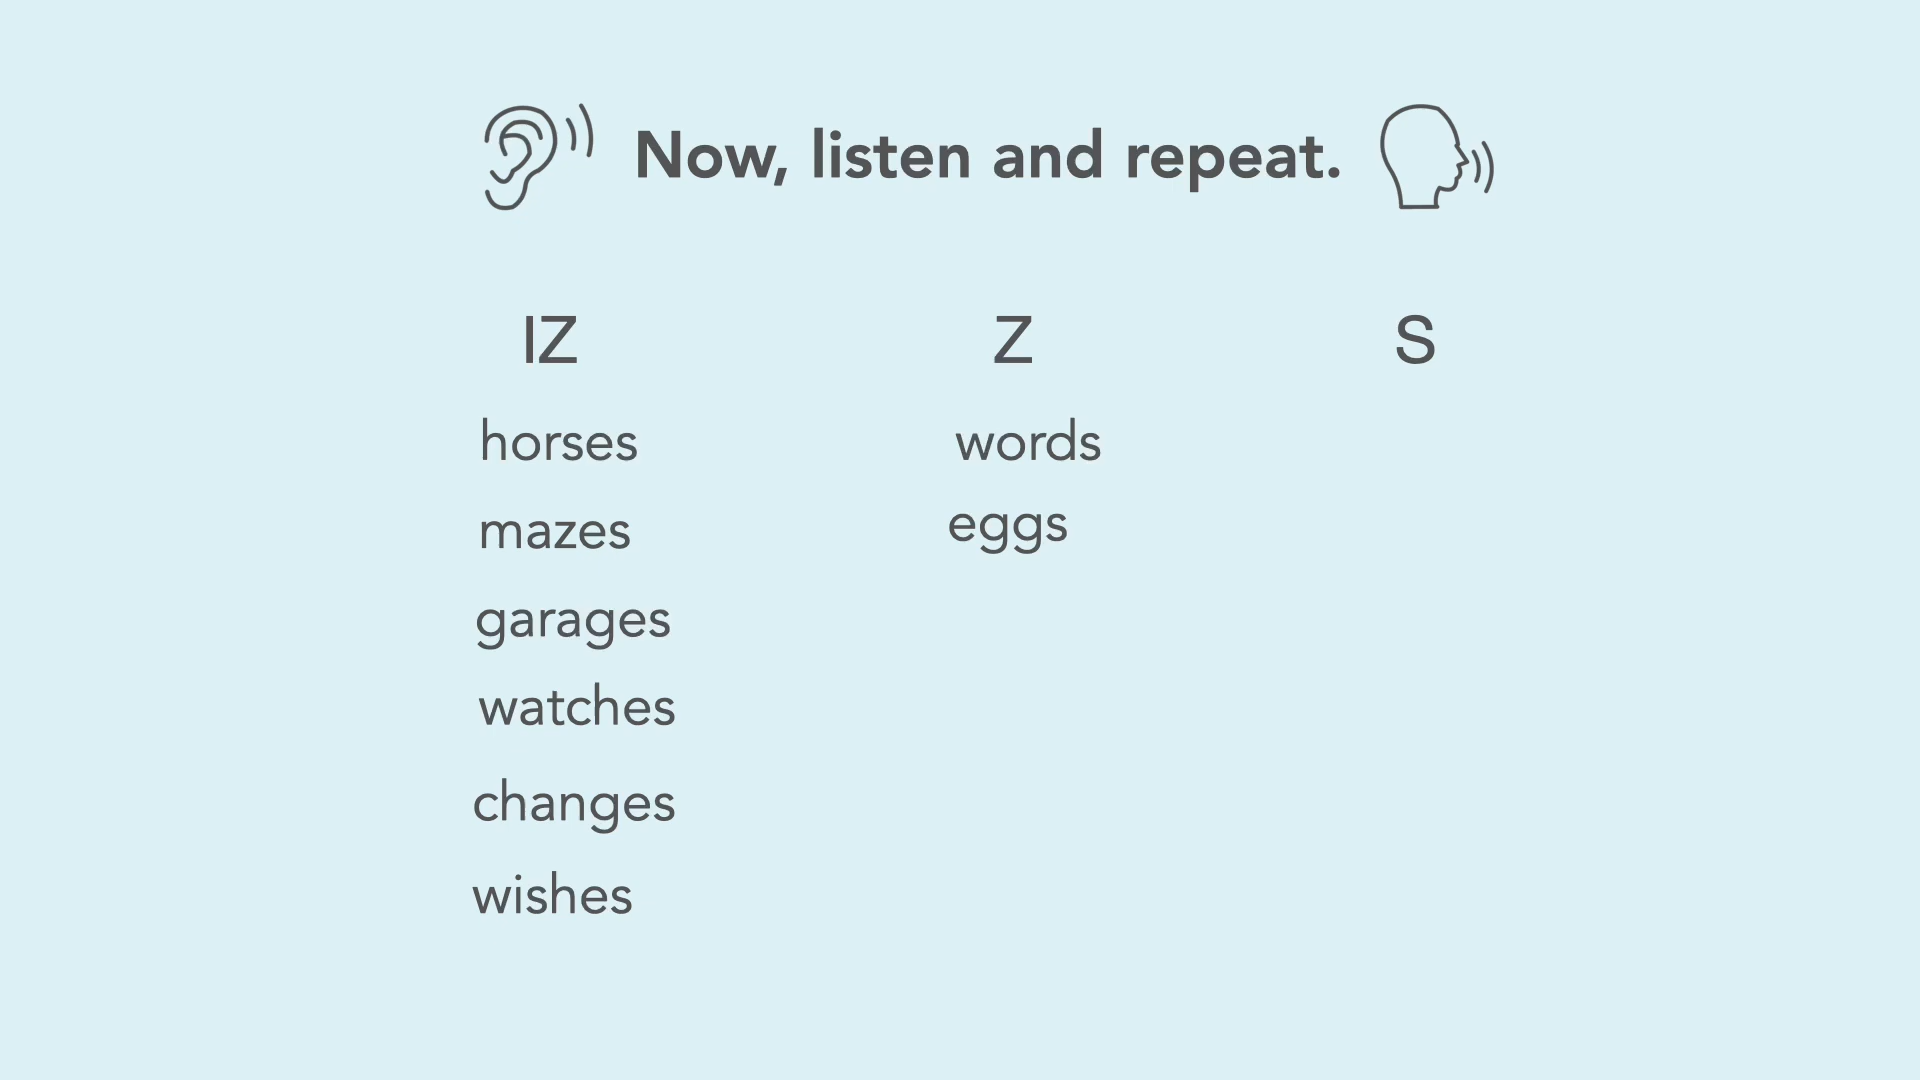 Now, listen and repeat.
IZ Z S
horses words
mazes eggs
garages
watches
changes
wishes